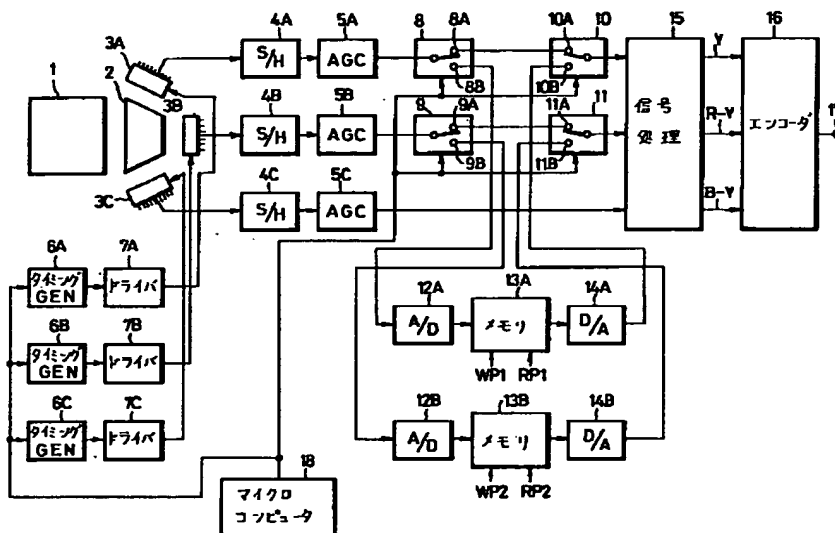 1
2
3A
3B
3C
4A
S/H
5A
AGC
8
8A
8B
10A
10
10B
15
信号
処理
Y
R-Y
B-Y
16
エンコーダ
4B
S/H
5B
AGC
9
9A
9B
11A
11
11B
4C
S/H
5C
AGC
6A
タイミング
GEN
7A
ドライバ
6B
タイミング
GEN
7B
ドライバ
6C
タイミング
GEN
7C
ドライバ
12A
A/D
13A
メモリ
14A
D/A
WP1
RP1
12B
A/D
13B
メモリ
14B
D/A
WP2
RP2
18
マイクロ
コンピュータ